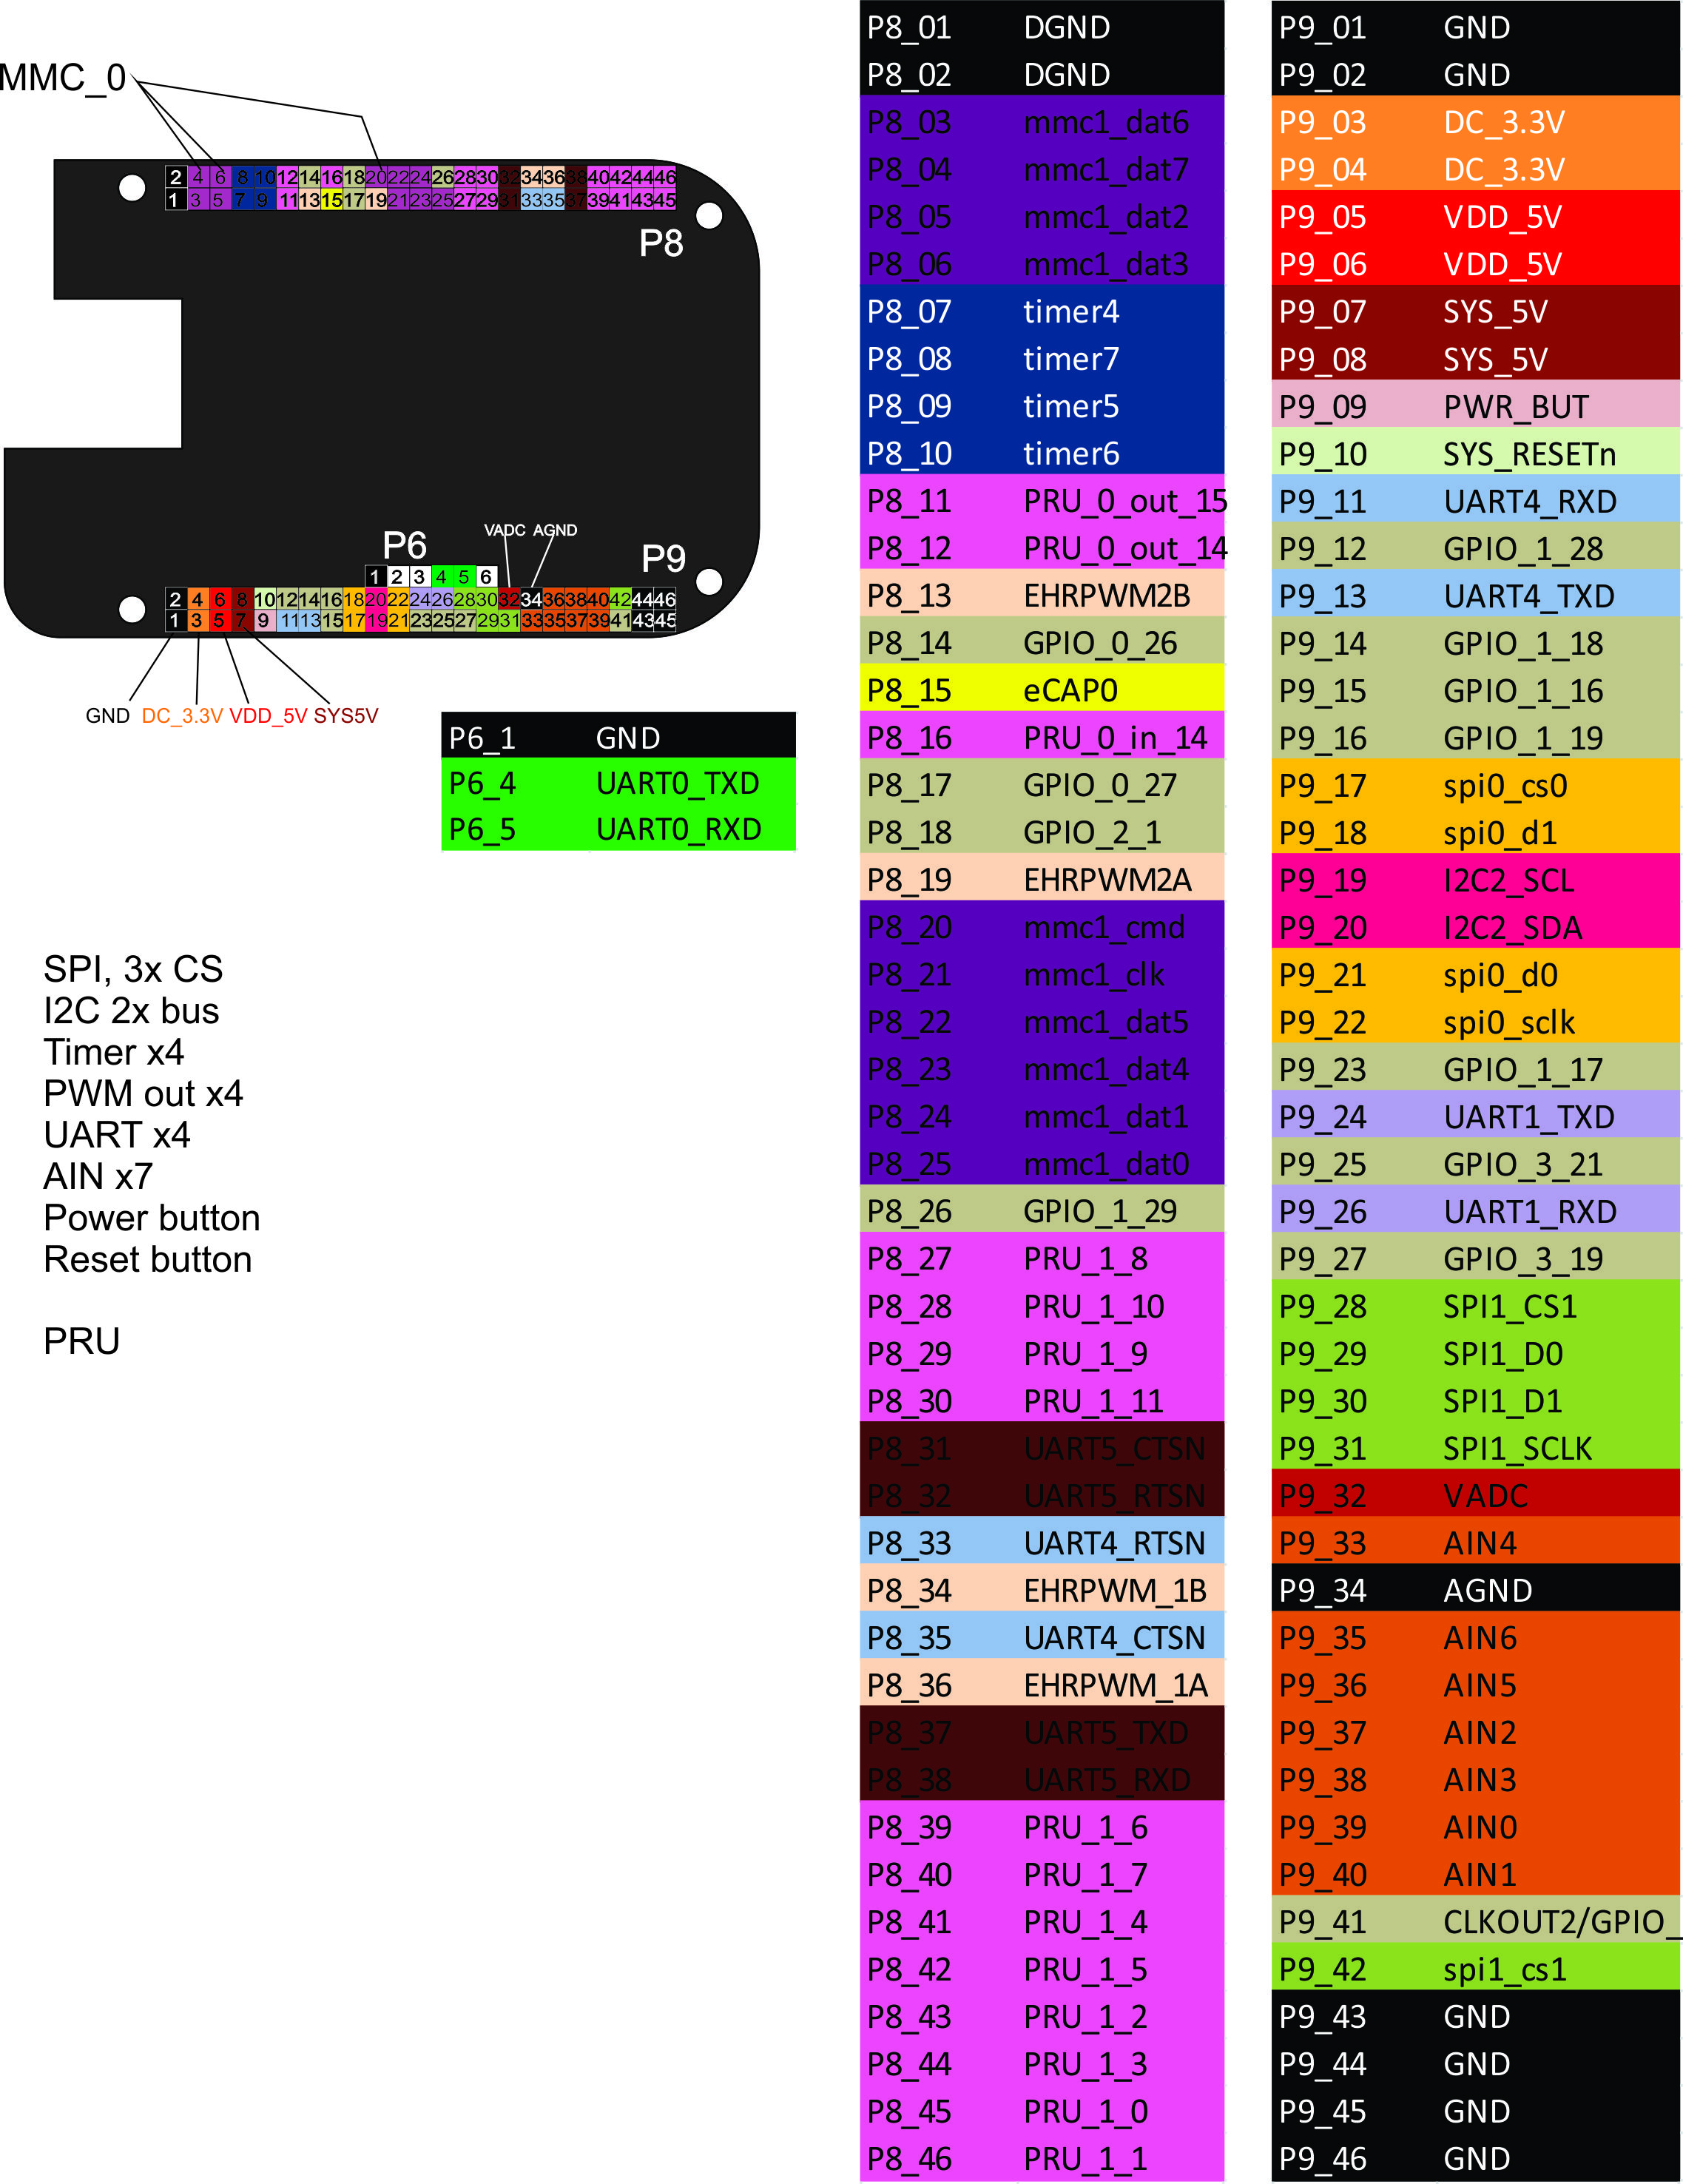 MMC_0
2 4 6 8 10 12 14 16 18 20 22 24 26 28 30 32 34 36 38 40 42 44 46
1 3 5 7 9 11 13 15 17 19 21 23 25 27 29 31 33 35 37 39 41 43 45
P8
VADC AGND
P6
P9
1 2 3 4 5 6
2 4 6 8 10 12 14 16 18 20 22 24 26 28 30 32 34 36 38 40 42 44 46
1 3 5 7 9 11 13 15 17 19 21 23 25 27 29 31 33 35 37 39 41 43 45
GND DC_3.3V VDD_5V SYS5V
P6_1 GND
P6_4 UART0_TXD
P6_5 UART0_RXD
SPI, 3x CS
I2C 2x bus
Timer x4
PWM out x4
UART x4
AIN x7
Power button
Reset button
PRU
P8_01 DGND
P8_02 DGND
P8_03 mmc1_dat6
P8_04 mmc1_dat7
P8_05 mmc1_dat2
P8_06 mmc1_dat3
P8_07 timer4
P8_08 timer7
P8_09 timer5
P8_10 timer6
P8_11 PRU_0_out_15
P8_12 PRU_0_out_14
P8_13 EHRPWM2B
P8_14 GPIO_0_26
P8_15 eCAP0
P8_16 PRU_0_in_14
P8_17 GPIO_0_27
P8_18 GPIO_2_1
P8_19 EHRPWM2A
P8_20 mmc1_cmd
P8_21 mmc1_clk
P8_22 mmc1_dat5
P8_23 mmc1_dat4
P8_24 mmc1_dat1
P8_25 mmc1_dat0
P8_26 GPIO_1_29
P8_27 PRU_1_8
P8_28 PRU_1_10
P8_29 PRU_1_9
P8_30 PRU_1_11
P8_31 UART5_CTSN
P8_32 UART5_RTSN
P8_33 UART4_RTSN
P8_34 EHRPWM_1B
P8_35 UART4_CTSN
P8_36 EHRPWM_1A
P8_37 UART5_TXD
P8_38 UART5_RXD
P8_39 PRU_1_6
P8_40 PRU_1_7
P8_41 PRU_1_4
P8_42 PRU_1_5
P8_43 PRU_1_2
P8_44 PRU_1_3
P8_45 PRU_1_0
P8_46 PRU_1_1
P9_01 GND
P9_02 GND
P9_03 DC_3.3V
P9_04 DC_3.3V
P9_05 VDD_5V
P9_06 VDD_5V
P9_07 SYS_5V
P9_08 SYS_5V
P9_09 PWR_BUT
P9_10 SYS_RESETn
P9_11 UART4_RXD
P9_12 GPIO_1_28
P9_13 UART4_TXD
P9_14 GPIO_1_18
P9_15 GPIO_1_16
P9_16 GPIO_1_19
P9_17 spi0_cs0
P9_18 spi0_d1
P9_19 I2C2_SCL
P9_20 I2C2_SDA
P9_21 spi0_d0
P9_22 spi0_sclk
P9_23 GPIO_1_17
P9_24 UART1_TXD
P9_25 GPIO_3_21
P9_26 UART1_RXD
P9_27 GPIO_3_19
P9_28 SPI1_CS1
P9_29 SPI1_D0
P9_30 SPI1_D1
P9_31 SPI1_SCLK
P9_32 VADC
P9_33 AIN4
P9_34 AGND
P9_35 AIN6
P9_36 AIN5
P9_37 AIN2
P9_38 AIN3
P9_39 AIN0
P9_40 AIN1
P9_41 CLKOUT2/GPIO_
P9_42 spi1_cs1
P9_43 GND
P9_44 GND
P9_45 GND
P9_46 GND